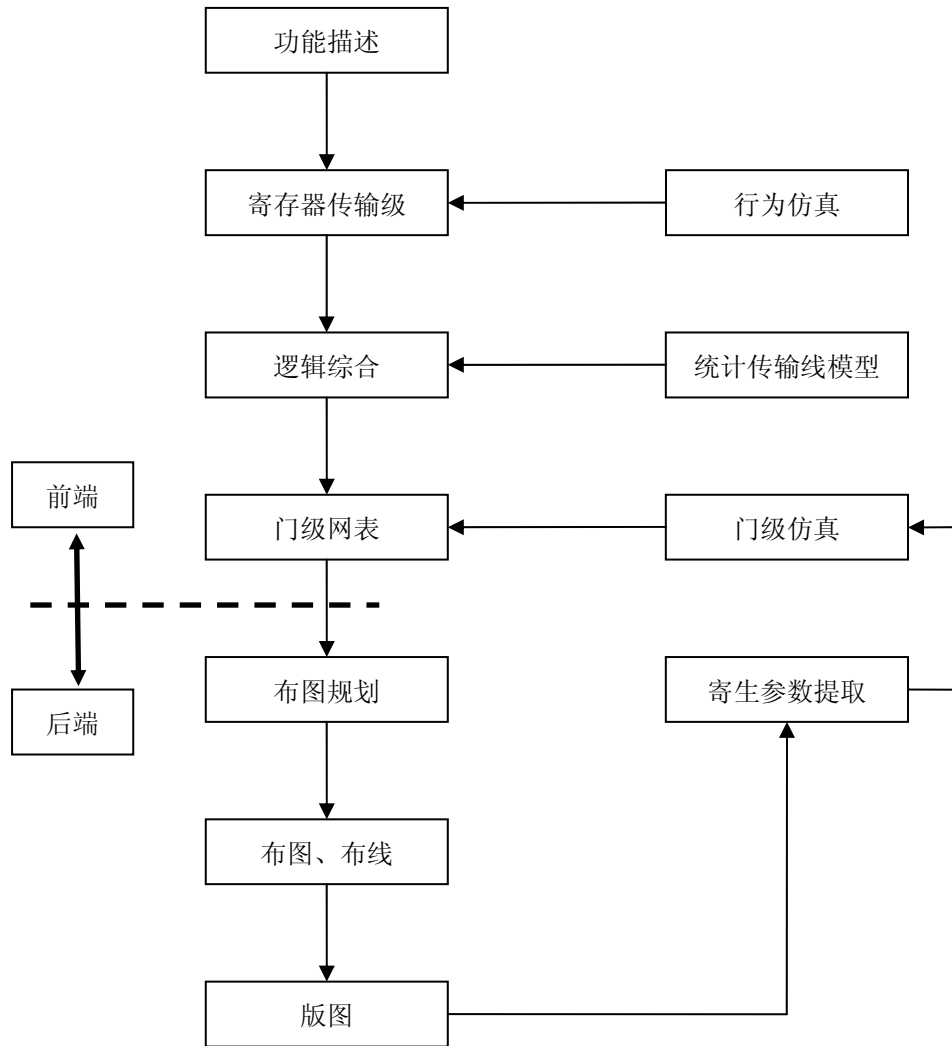 功能描述
寄存器传输级
行为仿真
逻辑综合
统计传输线模型
前端
门级网表
门级仿真
后端
布图规划
寄生参数提取
布图、布线
版图